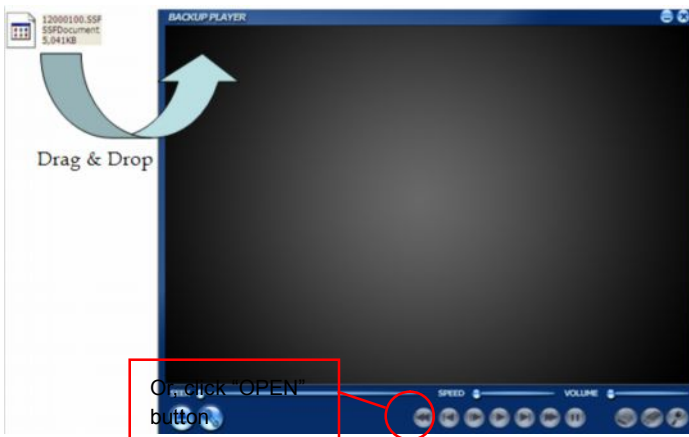 12000100.SSF
SSFDocument
5,041KB
BACKUP PLAYER
Drag & Drop
SPEED
VOLUME
Or, click “OPEN”
button